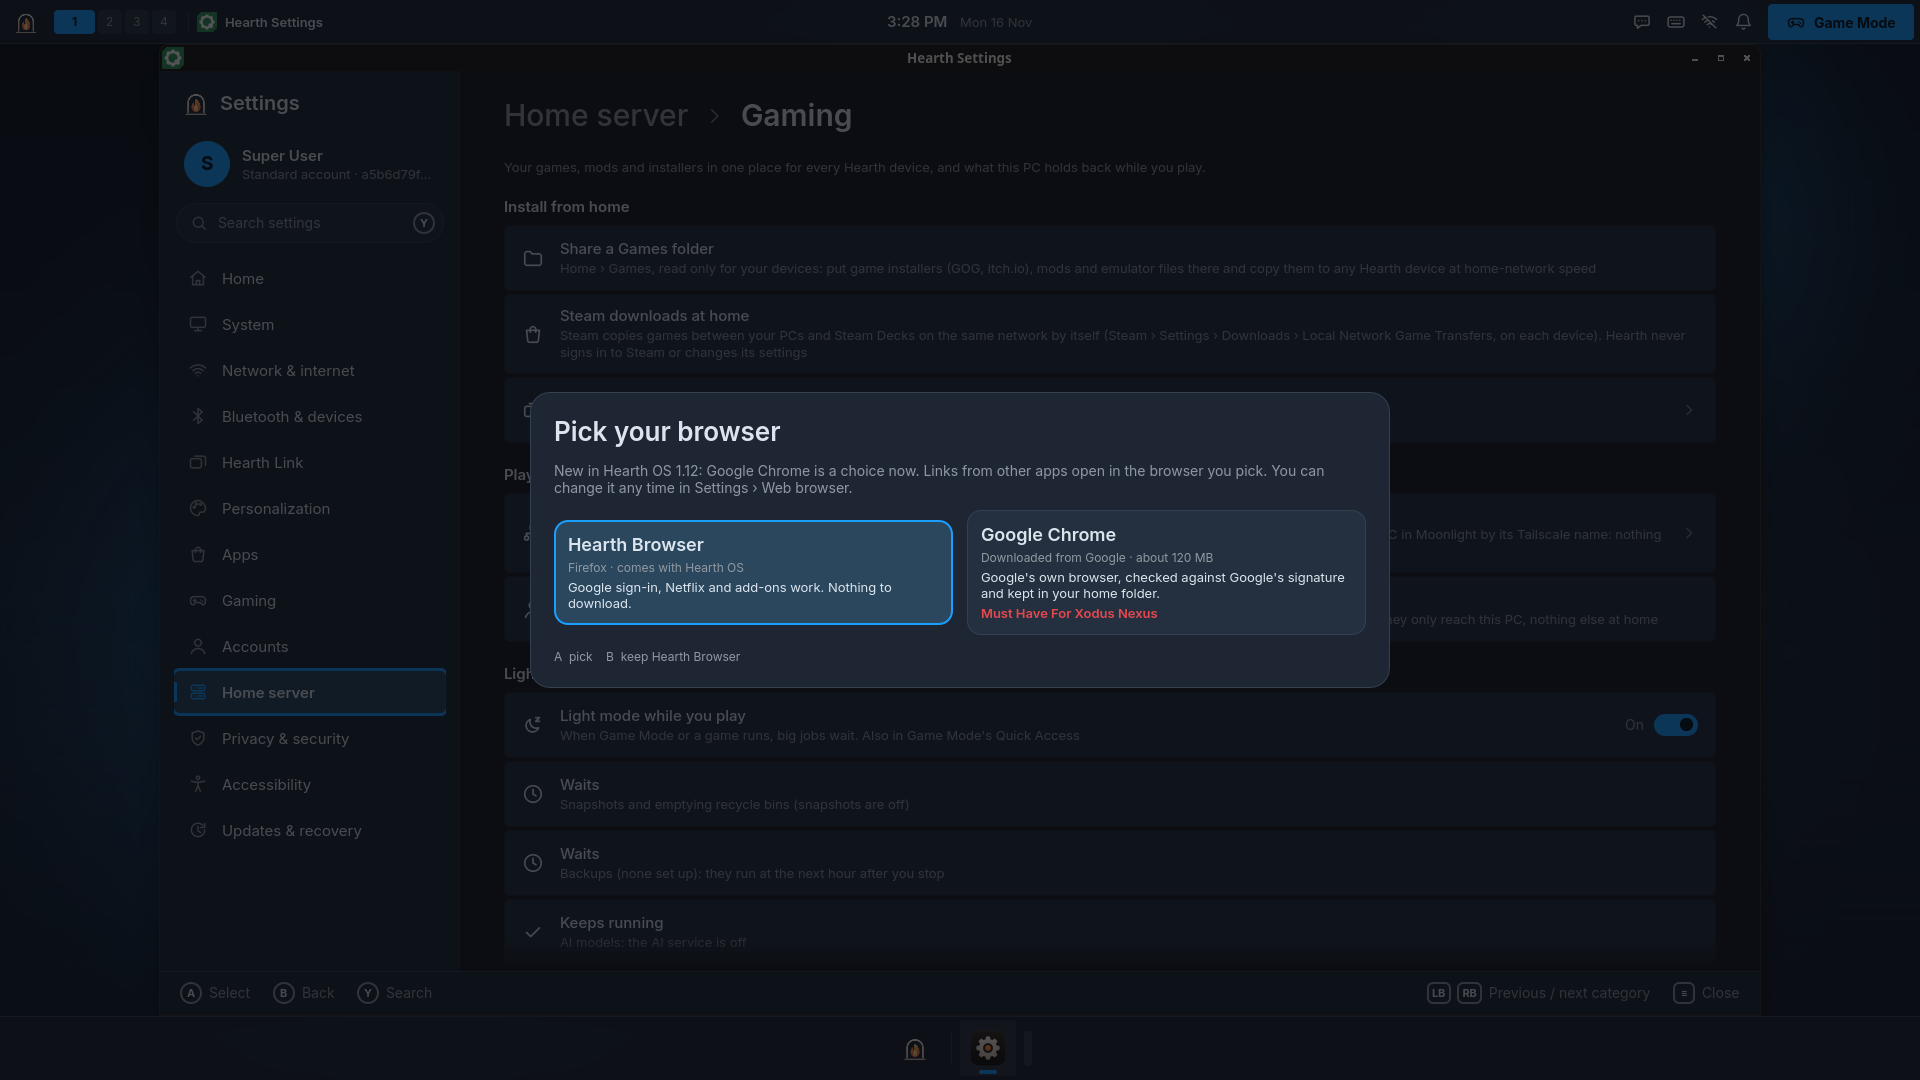 1 2 3 4 Hearth Settings 3:28 PM Mon 16 Nov Game Mode
Hearth Settings
Settings
Super User
Standard account · a5b6d79f...
Search settings Y
Home
System
Network & internet
Bluetooth & devices
Hearth Link
Personalization
Apps
Gaming
Accounts
Home server
Privacy & security
Accessibility
Updates & recovery
Home server › Gaming
Your games, mods and installers in one place for every Hearth device, and what this PC holds back while you play.
Install from home
Share a Games folder
Home › Games, read only for your devices: put game installers (GOG, itch.io), mods and emulator files there and copy them to any Hearth device at home-network speed
Steam downloads at home
Steam copies games between your PCs and Steam Decks on the same network by itself (Steam › Settings › Downloads › Local Network Game Transfers, on each device). Hearth never
signs in to Steam or changes its settings
Pick your browser
New in Hearth OS 1.12: Google Chrome is a choice now. Links from other apps open in the browser you pick. You can
change it any time in Settings › Web browser.
Hearth Browser
Firefox · comes with Hearth OS
Google sign-in, Netflix and add-ons work. Nothing to
download.
Google Chrome
Downloaded from Google · about 120 MB
Google's own browser, checked against Google's signature
and kept in your home folder.
Must Have For Xodus Nexus
A pick B keep Hearth Browser
Play
C in Moonlight by its Tailscale name: nothing
ey only reach this PC, nothing else at home
Ligh
Light mode while you play
When Game Mode or a game runs, big jobs wait. Also in Game Mode's Quick Access
On
Waits
Snapshots and emptying recycle bins (snapshots are off)
Waits
Backups (none set up): they run at the next hour after you stop
Keeps running
AI models: the AI service is off
A Select B Back Y Search LB RB Previous / next category Close